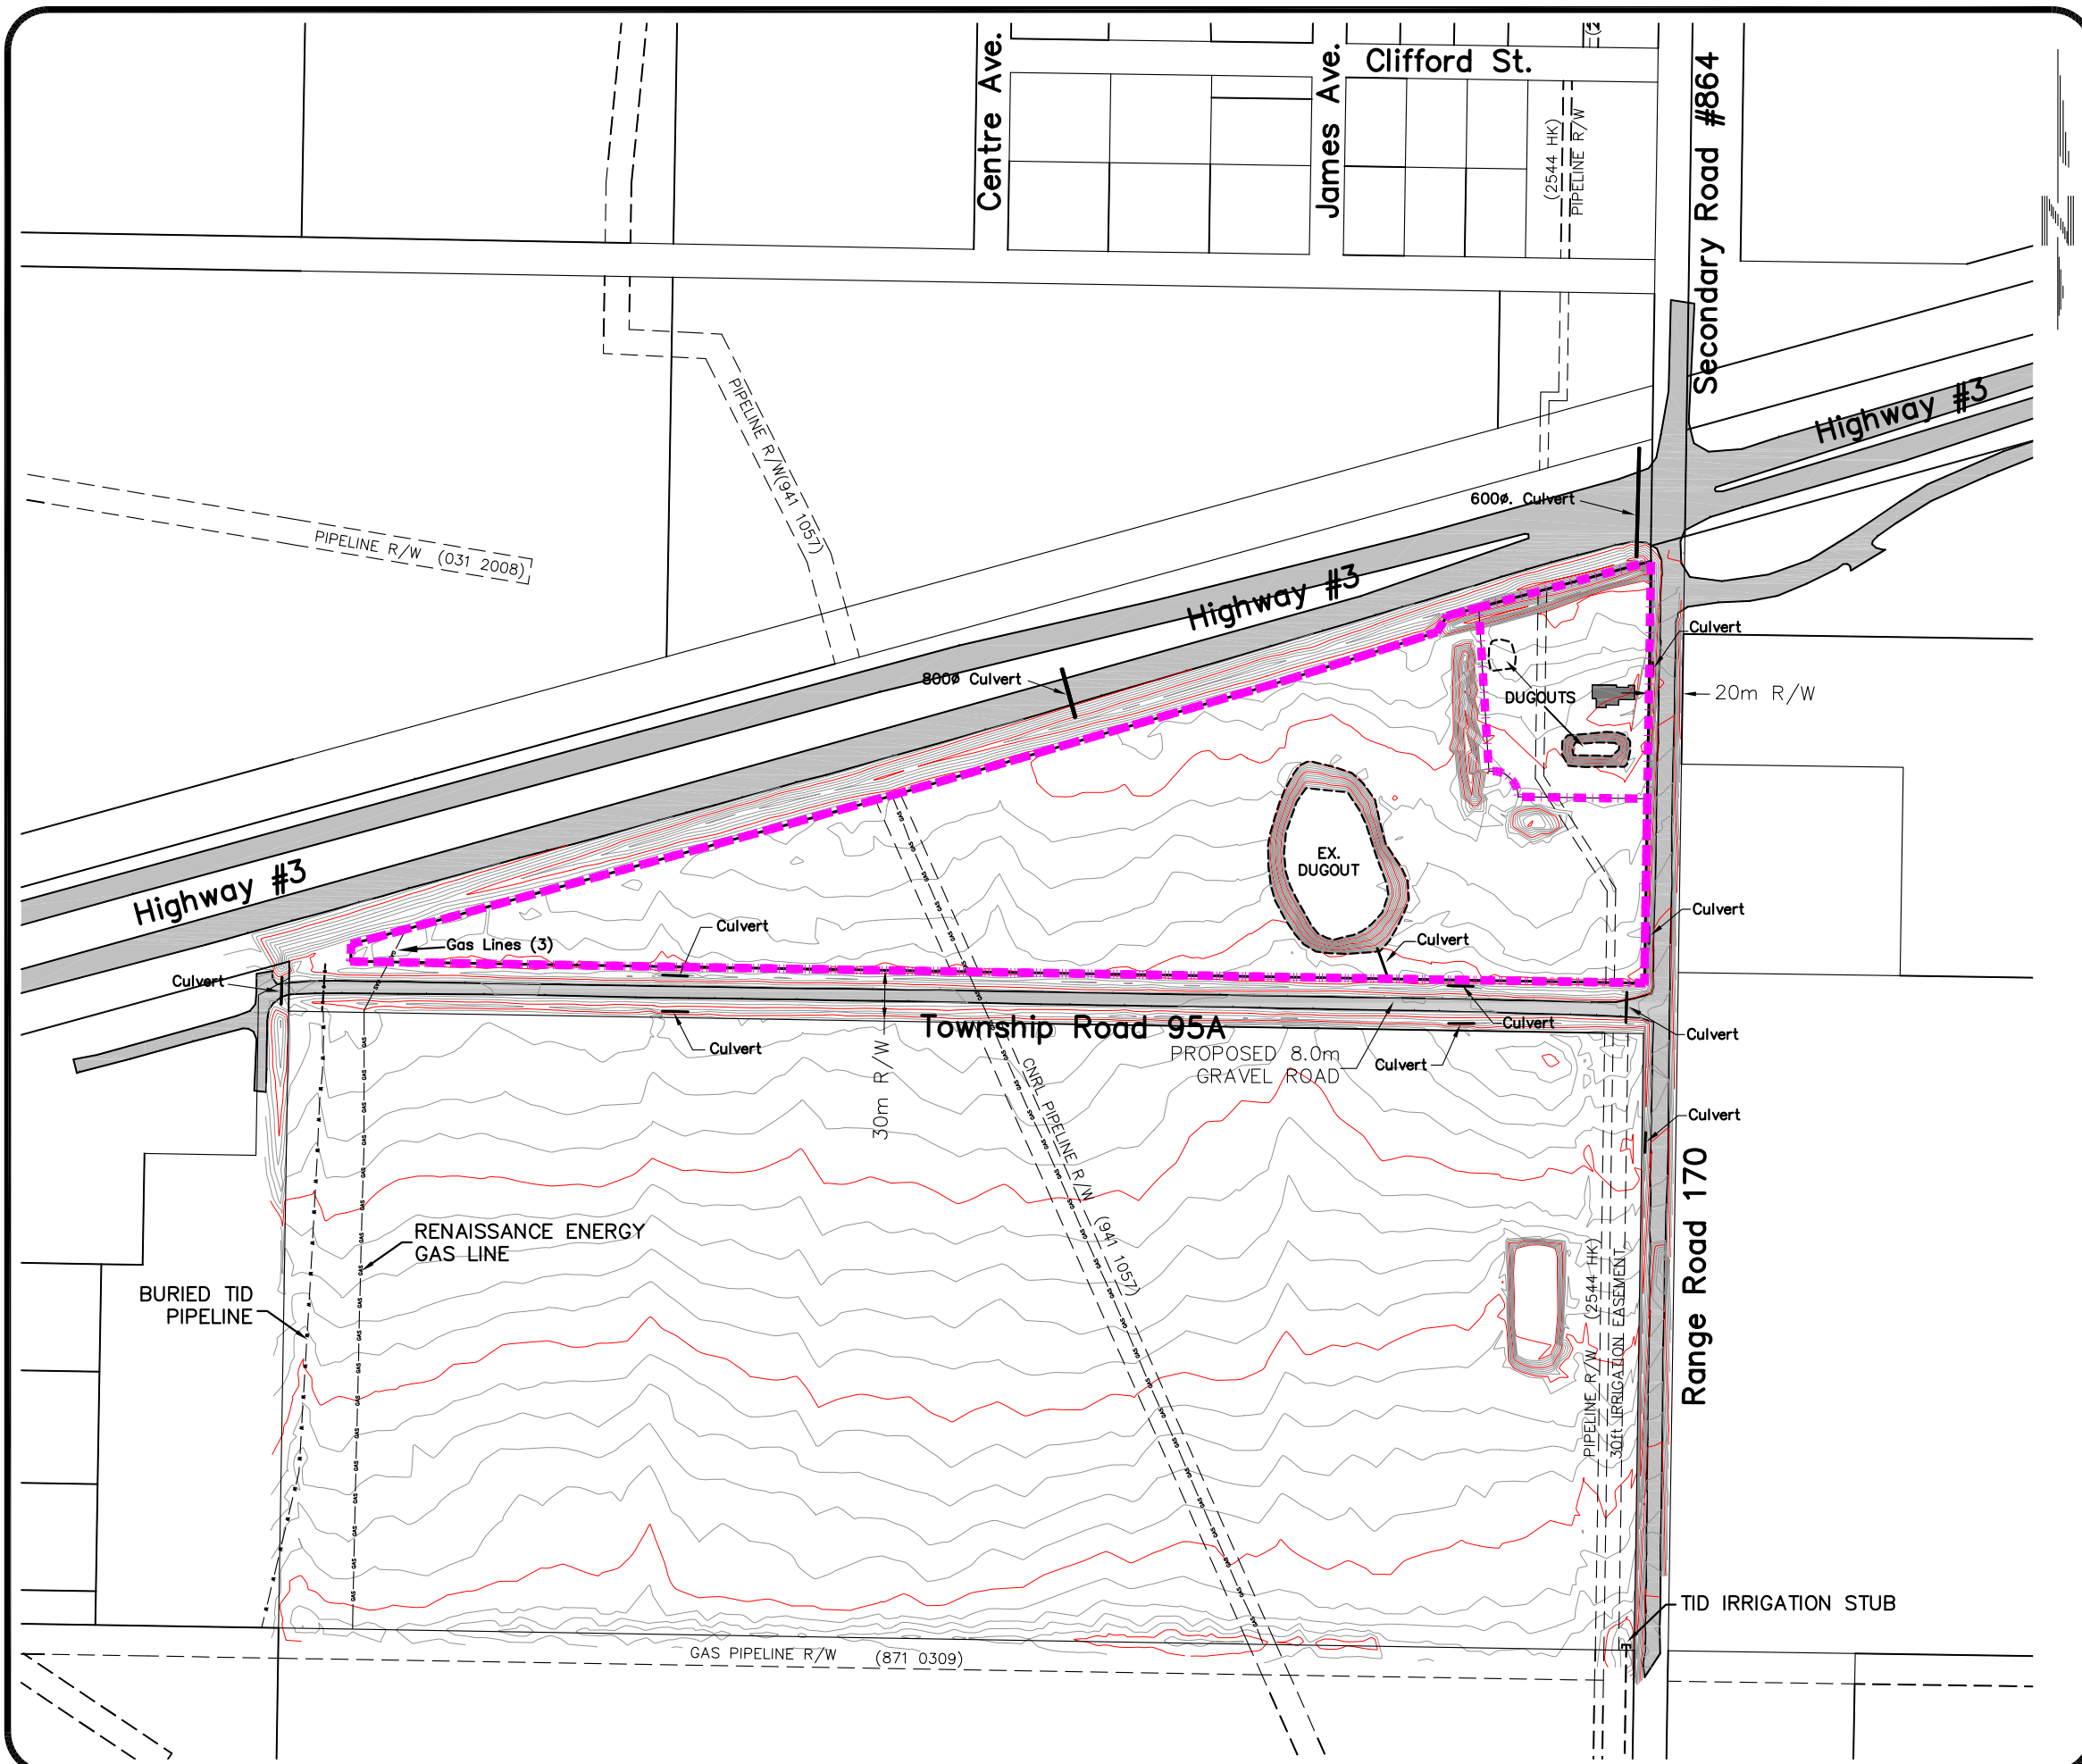 Centre Ave.
James Ave.
Clifford St.
(2544 HK)
PIPELINE R/W
Secondary Road #864
N
PIPELINE R/W(941 1057)
Highway #3
PIPELINE R/W (031 2008)
600ø. Culvert
Highway #3
Culvert
800ø Culvert
DUGOUTS
20m R/W
EX.
DUGOUT
Highway #3
Gas Lines (3)
Culvert
Culvert
Culvert
Culvert
Township Road 95A
Culvert
Culvert
Culvert
PROPOSED 8.0m
GRAVEL ROAD
Culvert
30m R/W
CNRL PIPELINE R/W (941 1057)
Culvert
Range Road 170
RENAISSANCE ENERGY
GAS LINE
BURIED TID
PIPELINE
PIPELINE R/W (2544 HK)
30ft IRRIGATION EASEMENT
TID IRRIGATION STUB
GAS PIPELINE R/W (871 0309)